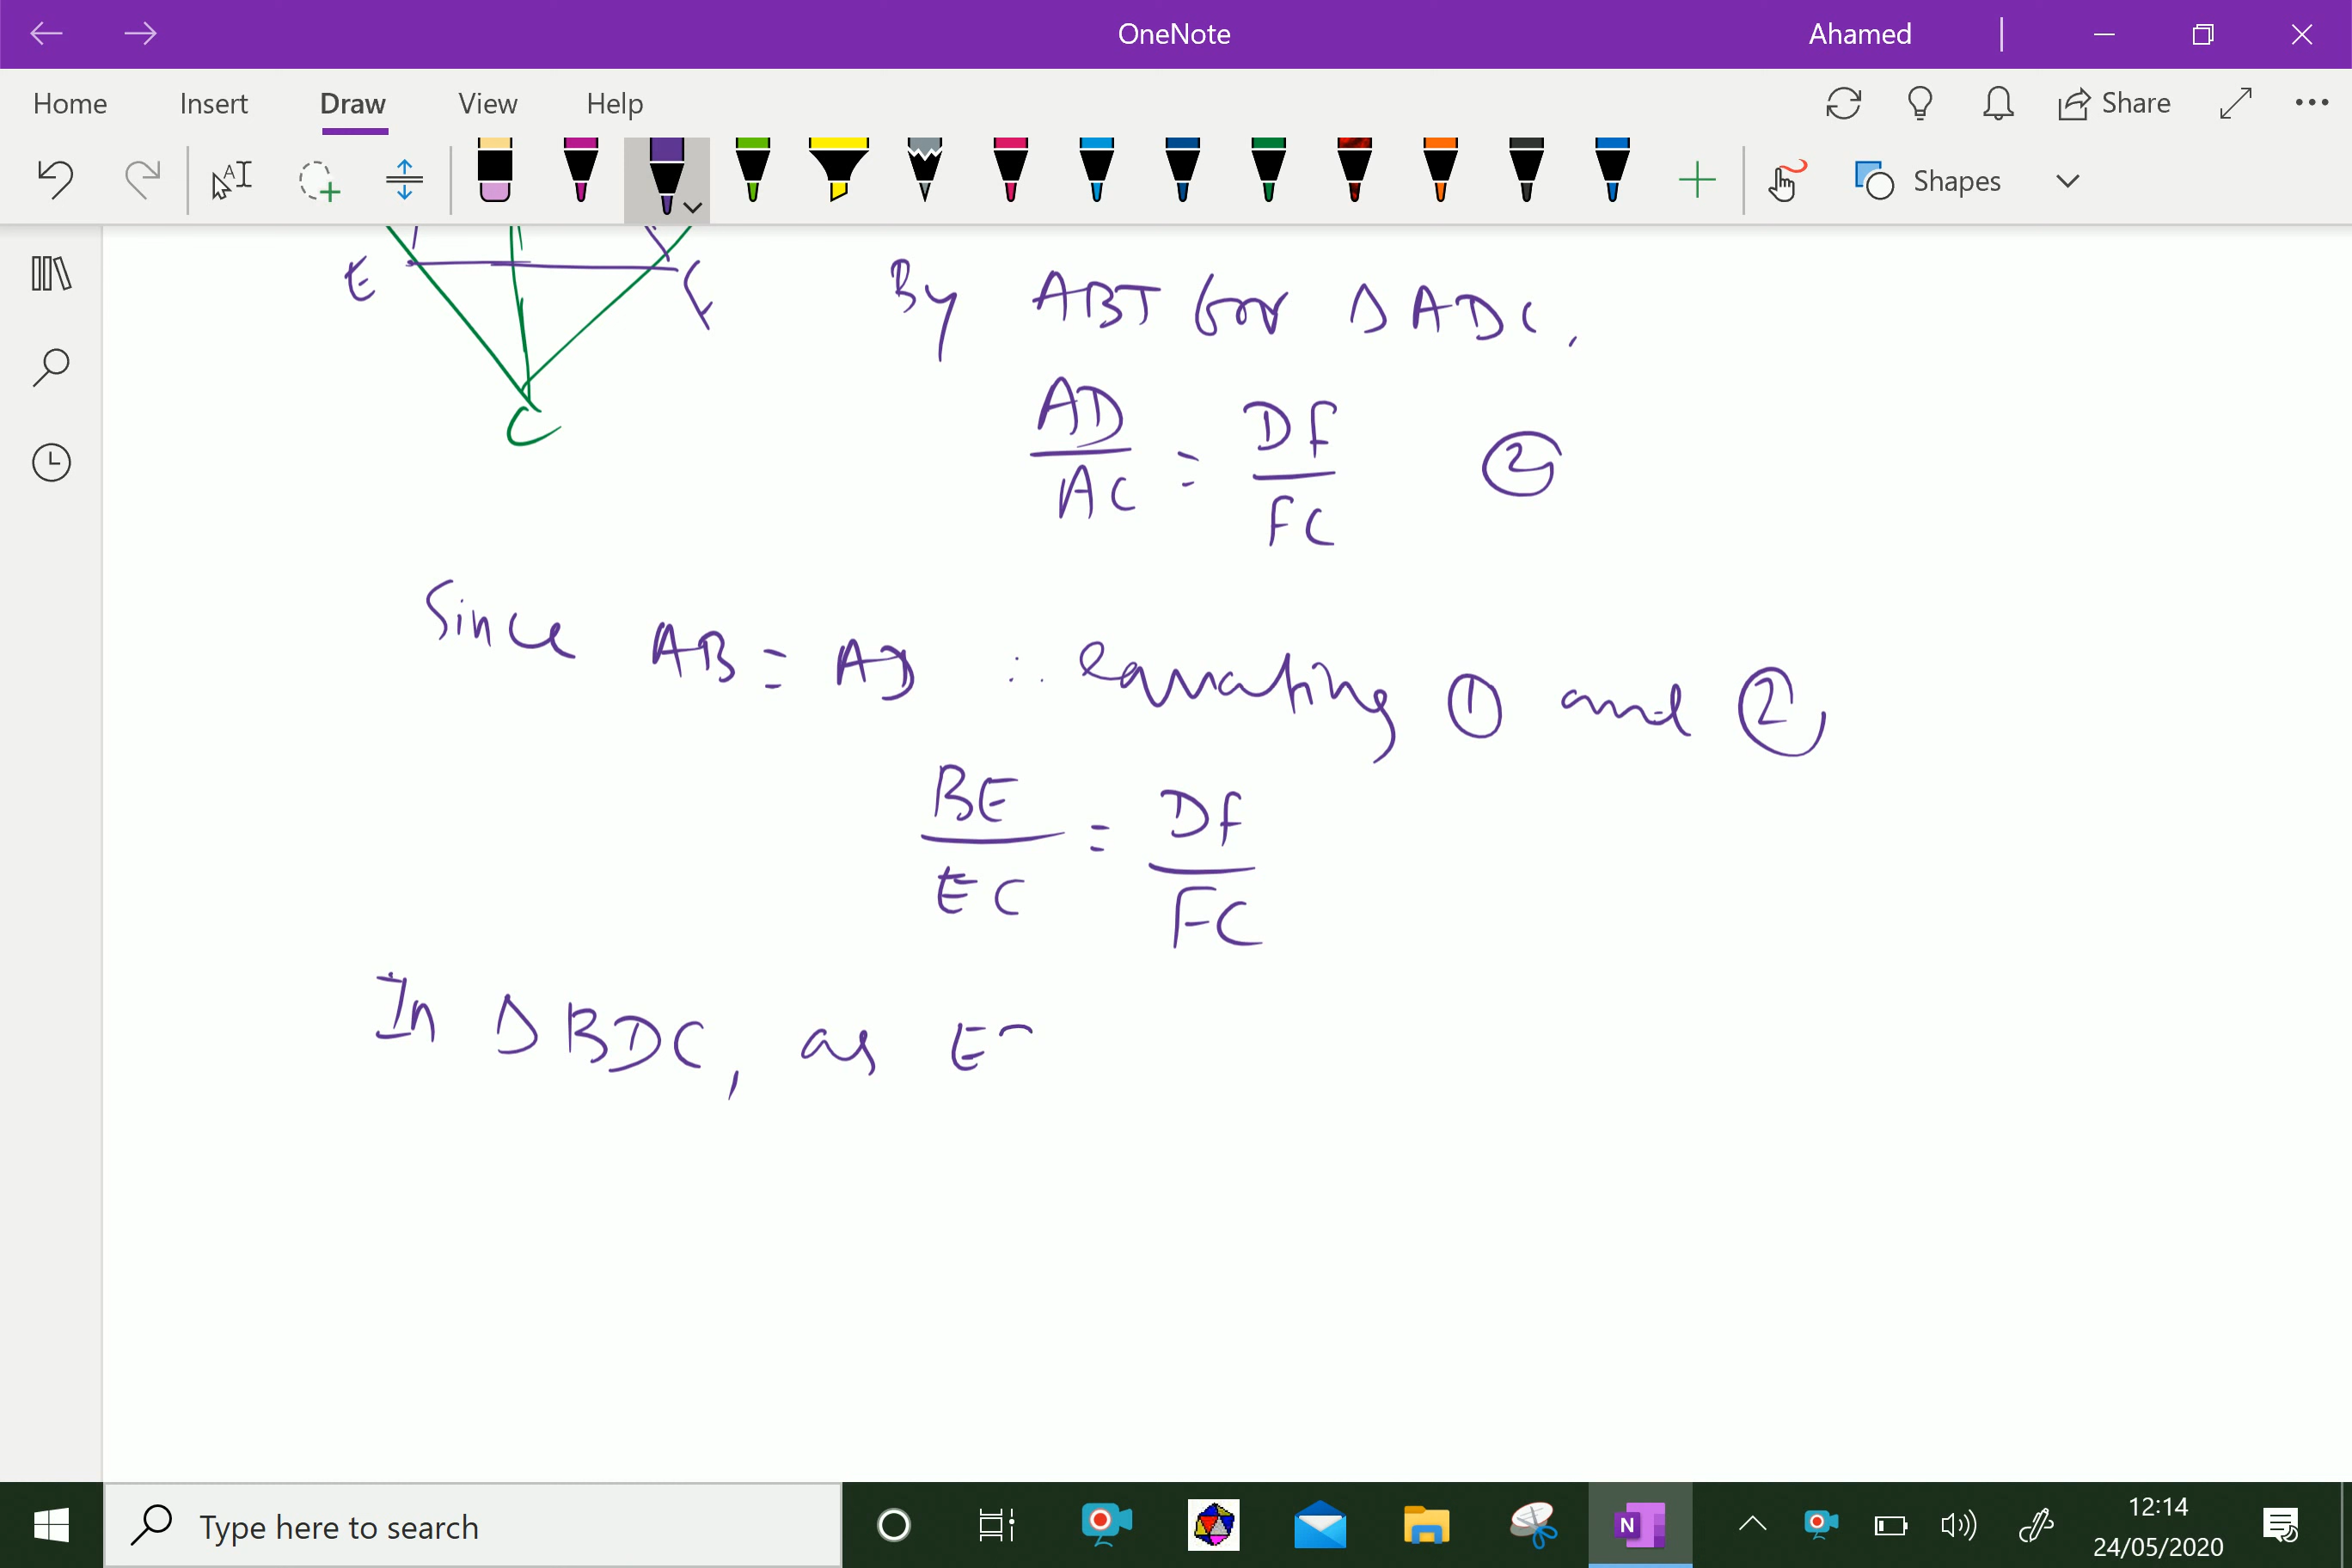 OneNote
Ahamed
Home Insert Draw View Help
Share
Shapes
E F
C
By ABT for Δ ADC,
AD/AC = DF/FC ②
Since AB = AD ∴ equating ① and ②,
BE/EC = DF/FC
In Δ BDC, as E
Type here to search
N
12:14
24/05/2020